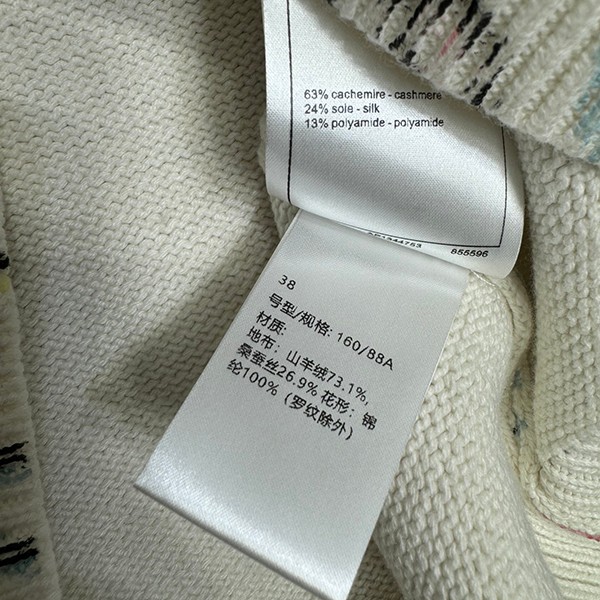 63% cachemire - cashmere
24% soie - silk
13% polyamide - polyamide
855596
38
号型/规格: 160/88A
材质:
地布: 山羊绒73.1%,
桑蚕丝26.9% 花形: 锦
纶100% (罗纹除外)